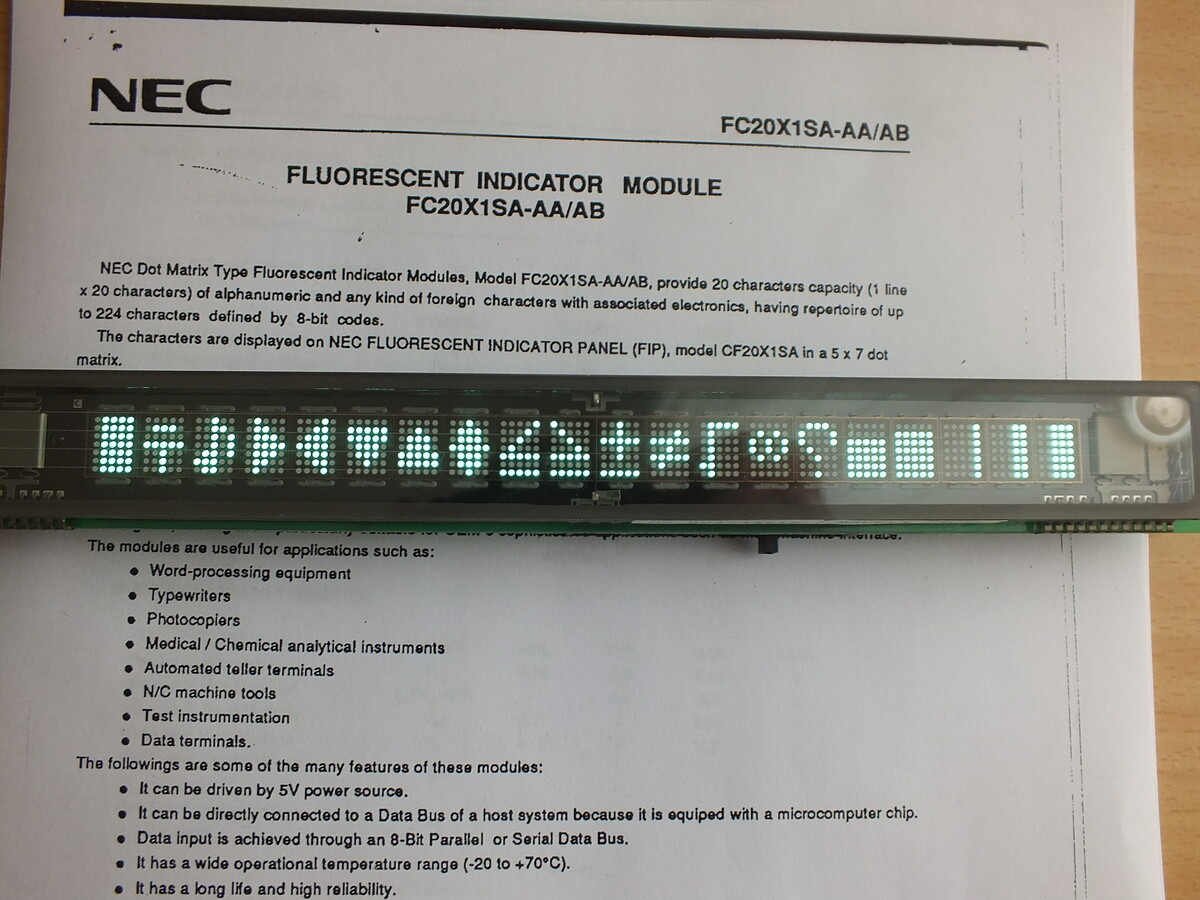 NEC
FC20X1SA-AA/AB
FLUORESCENT INDICATOR MODULE
FC20X1SA-AA/AB
NEC Dot Matrix Type Fluorescent Indicator Modules, Model FC20X1SA-AA/AB, provide 20 characters capacity (1 line
x 20 characters) of alphanumeric and any kind of foreign characters with associated electronics, having repertoire of up
to 224 characters defined by 8-bit codes.
The characters are displayed on NEC FLUORESCENT INDICATOR PANEL (FIP), model CF20X1SA in a 5 x 7 dot
matrix.
The modules are useful for applications such as:
● Word-processing equipment
● Typewriters
● Photocopiers
● Medical / Chemical analytical instruments
● Automated teller terminals
● N/C machine tools
● Test instrumentation
● Data terminals.
The followings are some of the many features of these modules:
● It can be driven by 5V power source.
● It can be directly connected to a Data Bus of a host system because it is equiped with a microcomputer chip.
● Data input is achieved through an 8-Bit Parallel or Serial Data Bus.
● It has a wide operational temperature range (-20 to +70°C).
● It has a long life and high reliability.